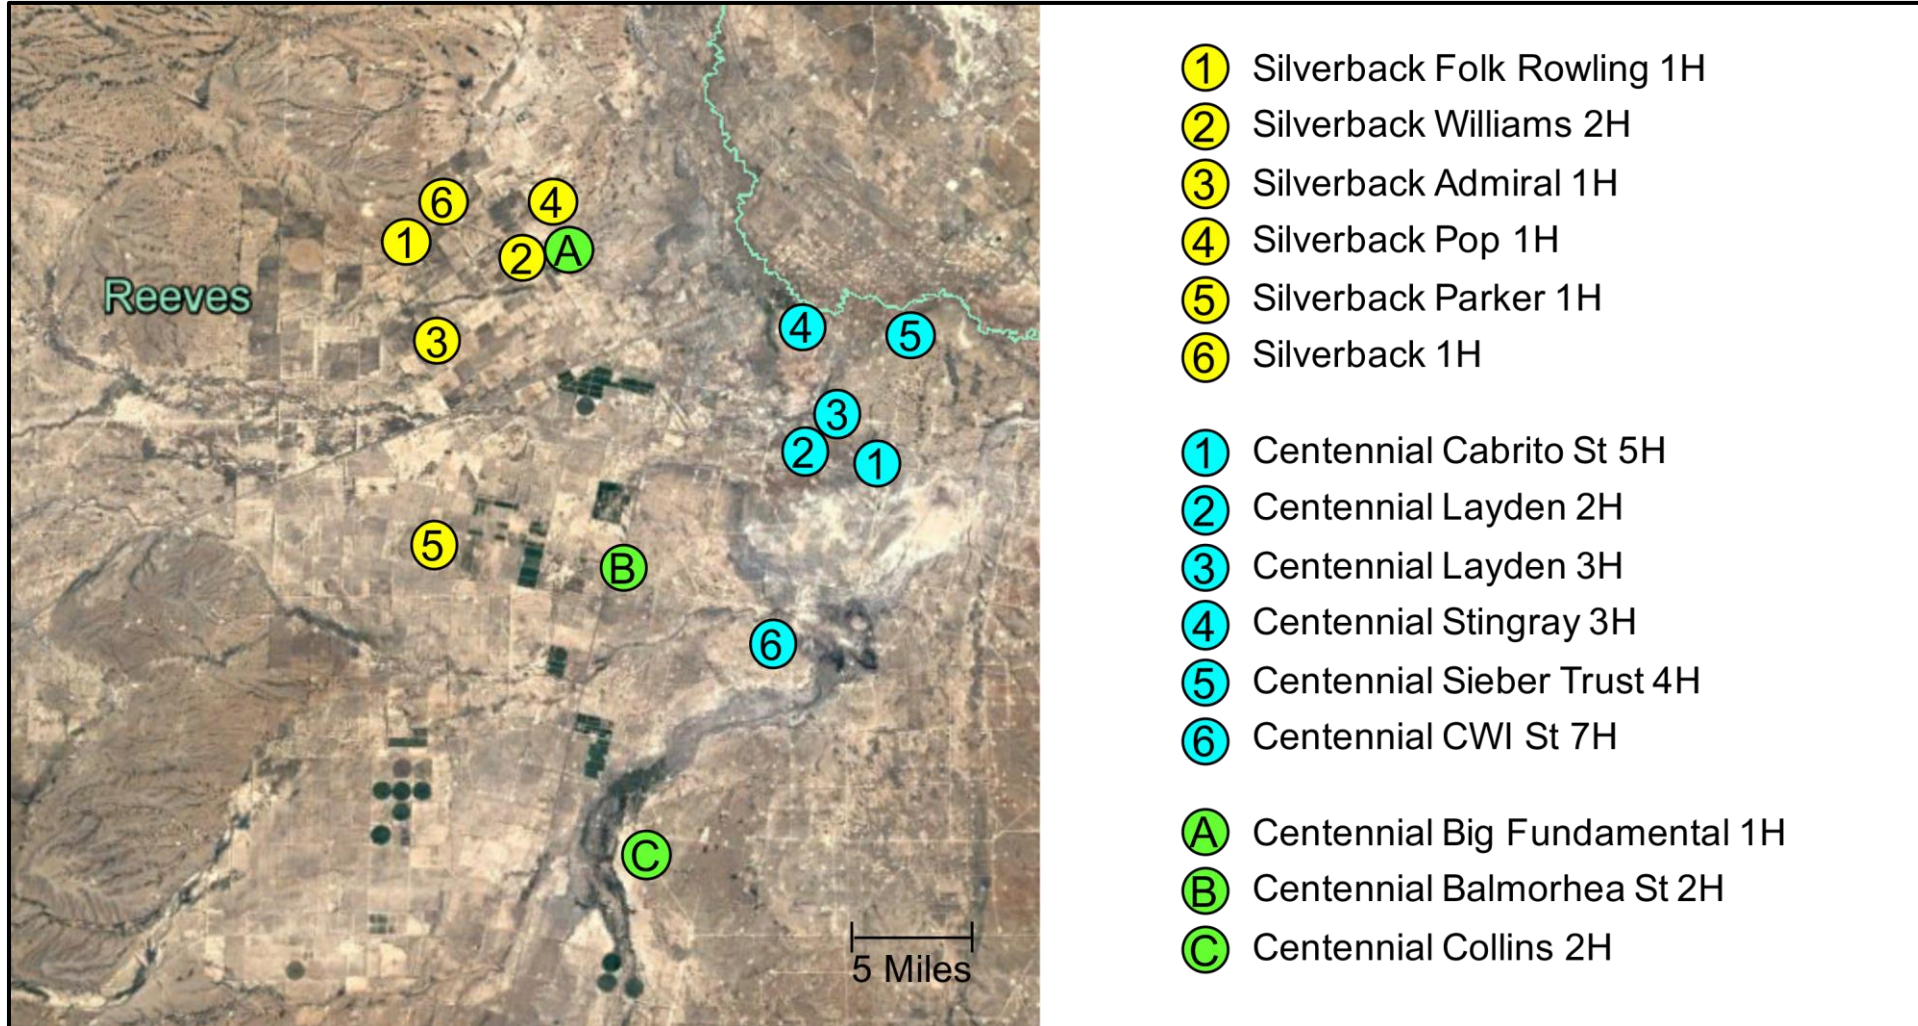 6
4
1
2
A
Reeves
3
4
5
3
2
1
5
B
6
C
5 Miles
1 Silverback Folk Rowling 1H
2 Silverback Williams 2H
3 Silverback Admiral 1H
4 Silverback Pop 1H
5 Silverback Parker 1H
6 Silverback 1H
1 Centennial Cabrito St 5H
2 Centennial Layden 2H
3 Centennial Layden 3H
4 Centennial Stingray 3H
5 Centennial Sieber Trust 4H
6 Centennial CWI St 7H
A Centennial Big Fundamental 1H
B Centennial Balmorhea St 2H
C Centennial Collins 2H